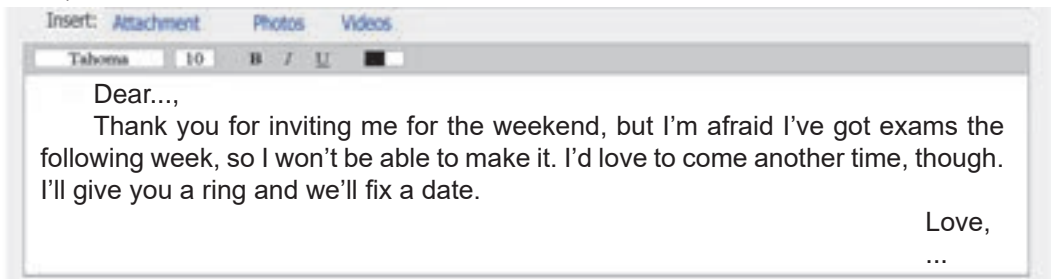 Insert: Attachment Photos Videos
Tahoma 10 B I U
Dear...,
Thank you for inviting me for the weekend, but I'm afraid I've got exams the
following week, so I won't be able to make it. I'd love to come another time, though.
I'll give you a ring and we'll fix a date.
Love,
...